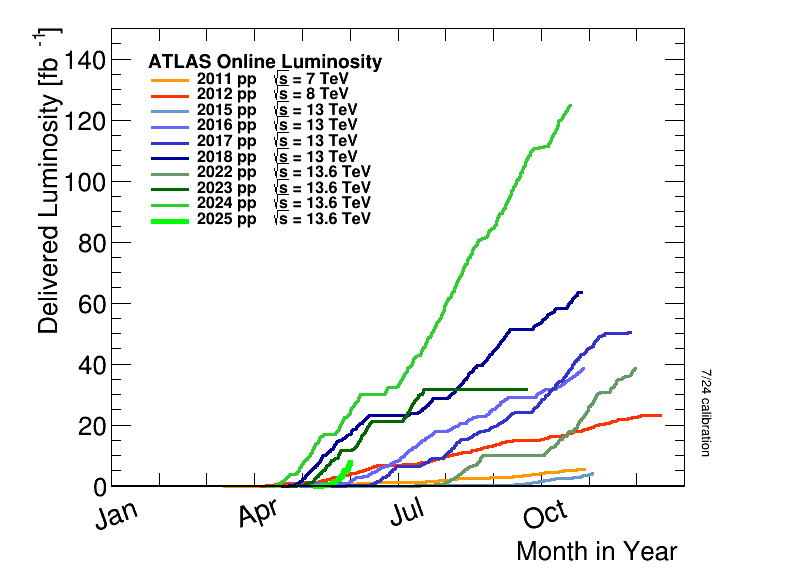 Delivered Luminosity [fb⁻¹]
140
120
100
80
60
40
20
0
ATLAS Online Luminosity
2011 pp √s = 7 TeV
2012 pp √s = 8 TeV
2015 pp √s = 13 TeV
2016 pp √s = 13 TeV
2017 pp √s = 13 TeV
2018 pp √s = 13 TeV
2022 pp √s = 13.6 TeV
2023 pp √s = 13.6 TeV
2024 pp √s = 13.6 TeV
2025 pp √s = 13.6 TeV
7/24 calibration
Jan
Apr
Jul
Oct
Month in Year